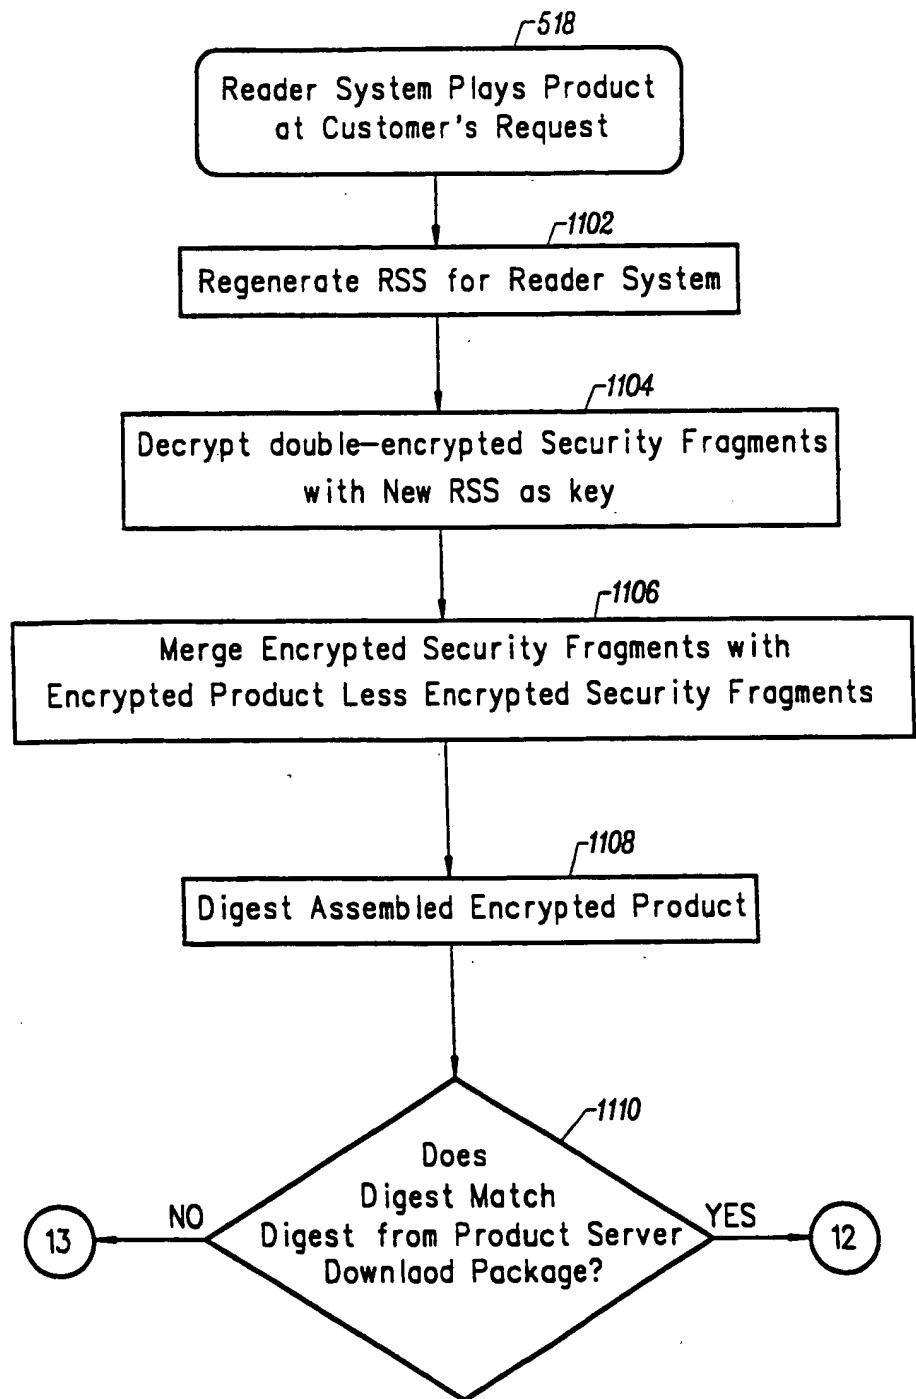 518
Reader System Plays Product
at Customer's Request
1102
Regenerate RSS for Reader System
1104
Decrypt double-encrypted Security Fragments
with New RSS as key
1106
Merge Encrypted Security Fragments with
Encrypted Product Less Encrypted Security Fragments
1108
Digest Assembled Encrypted Product
1110
Does
Digest Match
Digest from Product Server
Downlaod Package?
NO
YES
13
12